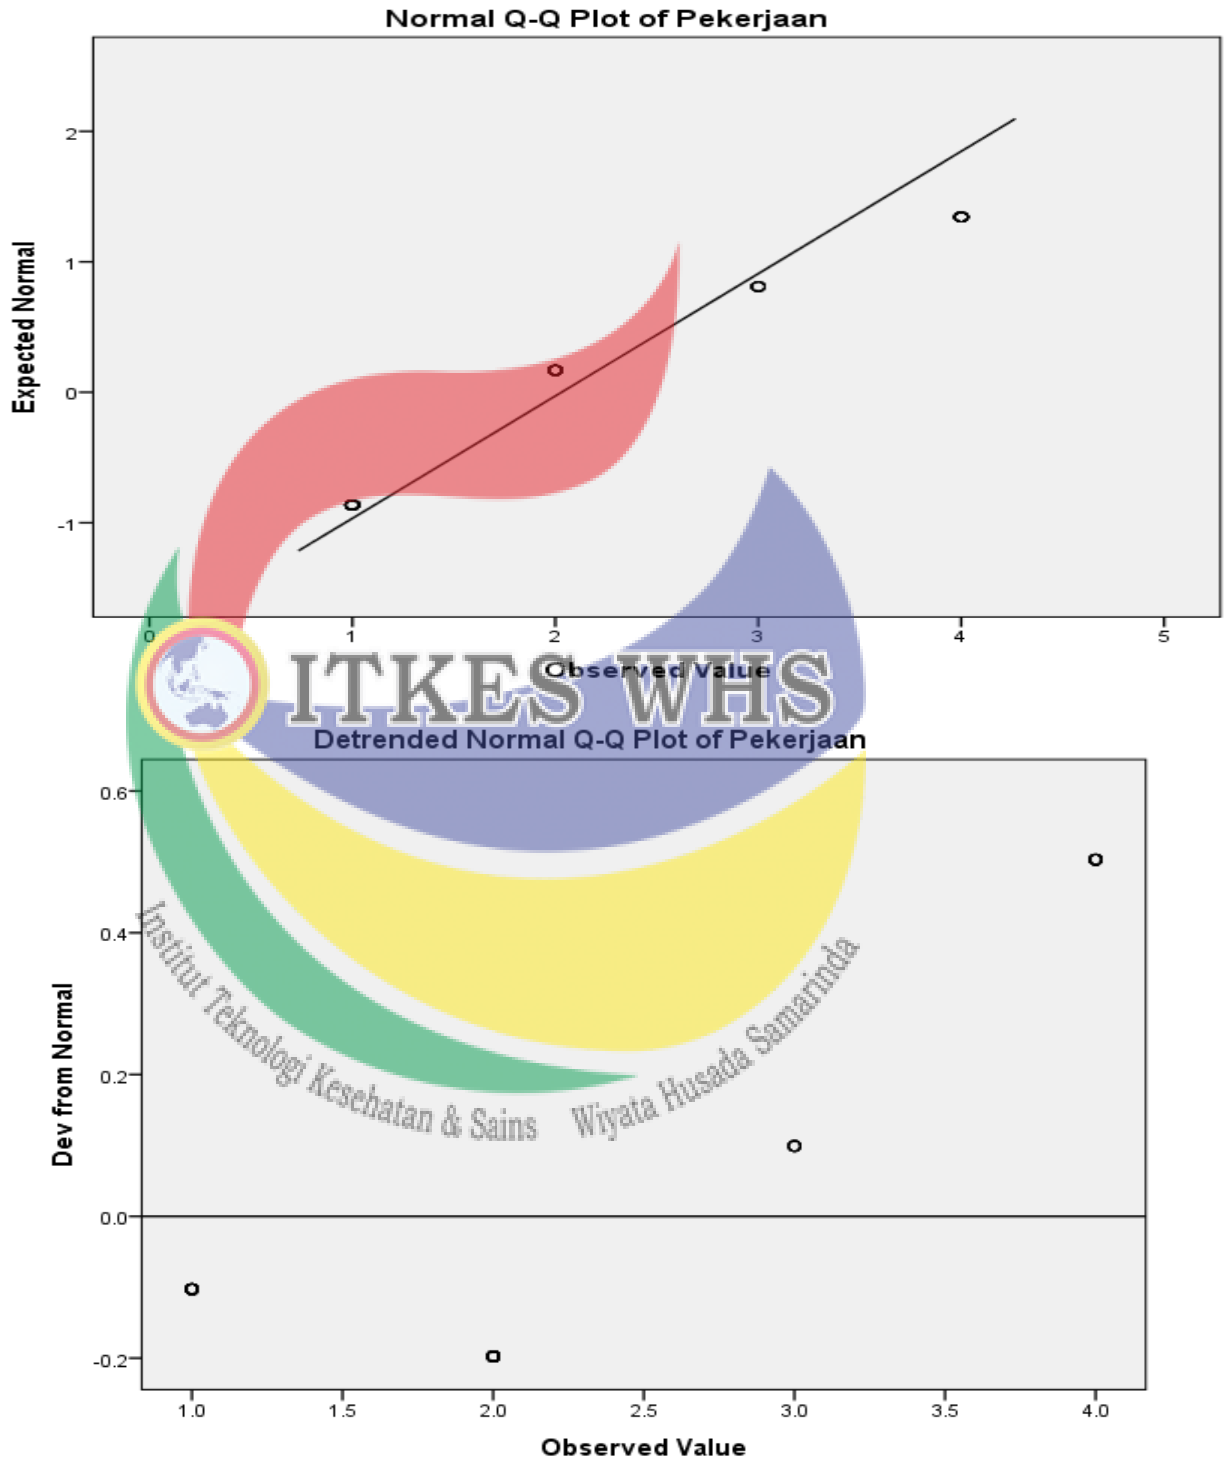 Normal Q-Q Plot of Pekerjaan
2
1
0
-1
Expected Normal
0 1 2 3 4 5
Observed Value
ITKES WHS
Detrended Normal Q-Q Plot of Pekerjaan
0.6
0.4
0.2
0.0
-0.2
Dev from Normal
Institut Teknologi Kesehatan & Sains Wiyata Husada Samarinda
1.0 1.5 2.0 2.5 3.0 3.5 4.0
Observed Value